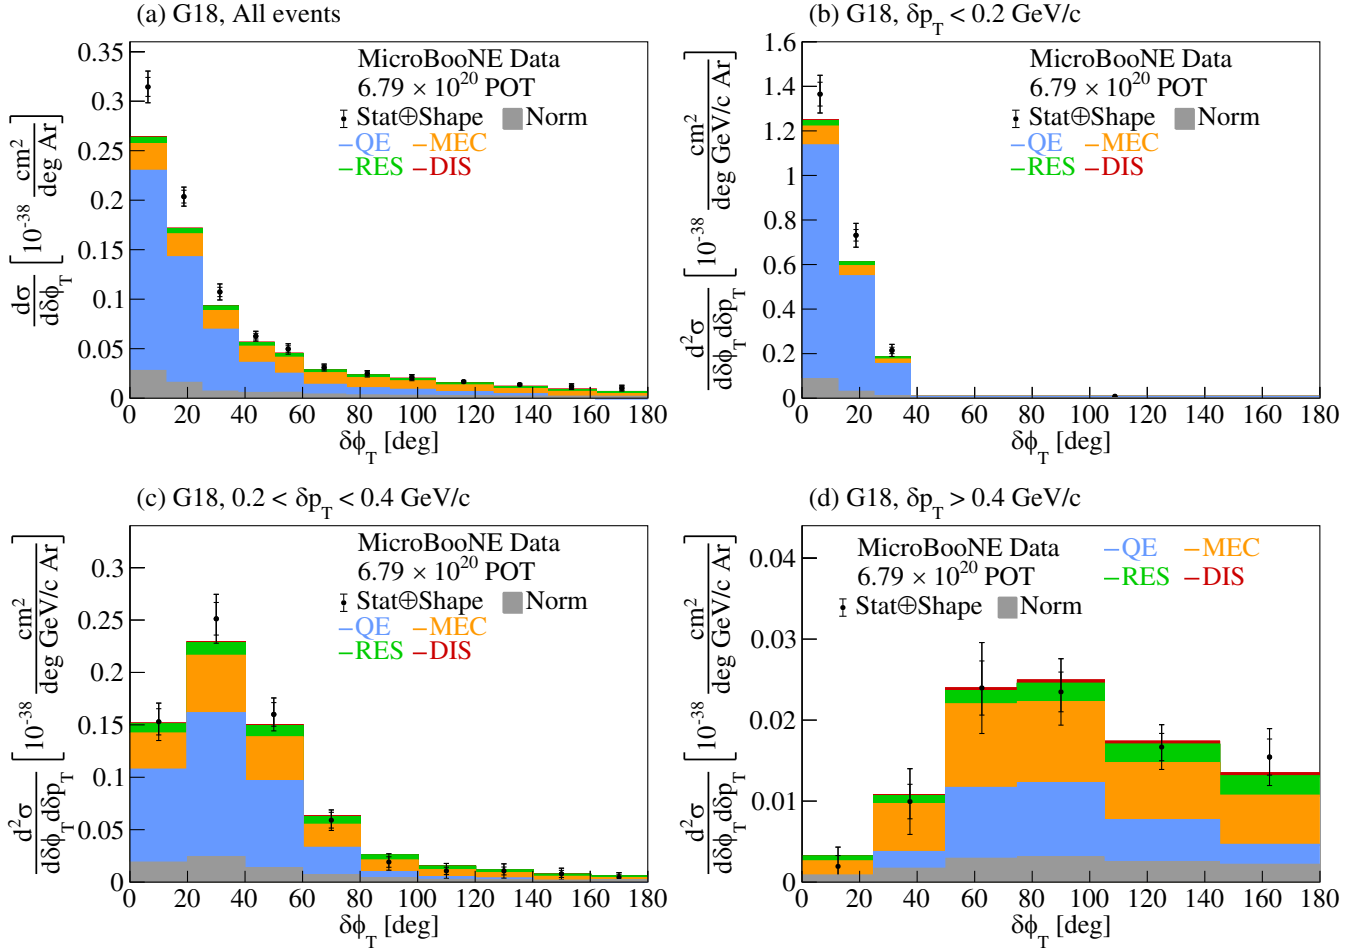 (a) G18, All events
MicroBooNE Data
6.79 × 10²⁰ POT
Stat⊕Shape Norm
QE MEC
RES DIS
dσ/dδϕ_T [10⁻³⁸ cm²/deg Ar]
0.35
0.3
0.25
0.2
0.15
0.1
0.05
0
0 20 40 60 80 100 120 140 160 180
δϕ_T [deg]
(b) G18, δp_T < 0.2 GeV/c
MicroBooNE Data
6.79 × 10²⁰ POT
Stat⊕Shape Norm
QE MEC
RES DIS
d²σ/dδϕ_T dδp_T [10⁻³⁸ cm²/deg GeV/c Ar]
1.6
1.4
1.2
1
0.8
0.6
0.4
0.2
0
0 20 40 60 80 100 120 140 160 180
δϕ_T [deg]
(c) G18, 0.2 < δp_T < 0.4 GeV/c
MicroBooNE Data
6.79 × 10²⁰ POT
Stat⊕Shape Norm
QE MEC
RES DIS
d²σ/dδϕ_T dδp_T [10⁻³⁸ cm²/deg GeV/c Ar]
0.3
0.25
0.2
0.15
0.1
0.05
0
0 20 40 60 80 100 120 140 160 180
δϕ_T [deg]
(d) G18, δp_T > 0.4 GeV/c
MicroBooNE Data
6.79 × 10²⁰ POT
Stat⊕Shape Norm
QE MEC
RES DIS
d²σ/dδϕ_T dδp_T [10⁻³⁸ cm²/deg GeV/c Ar]
0.04
0.03
0.02
0.01
0
0 20 40 60 80 100 120 140 160 180
δϕ_T [deg]